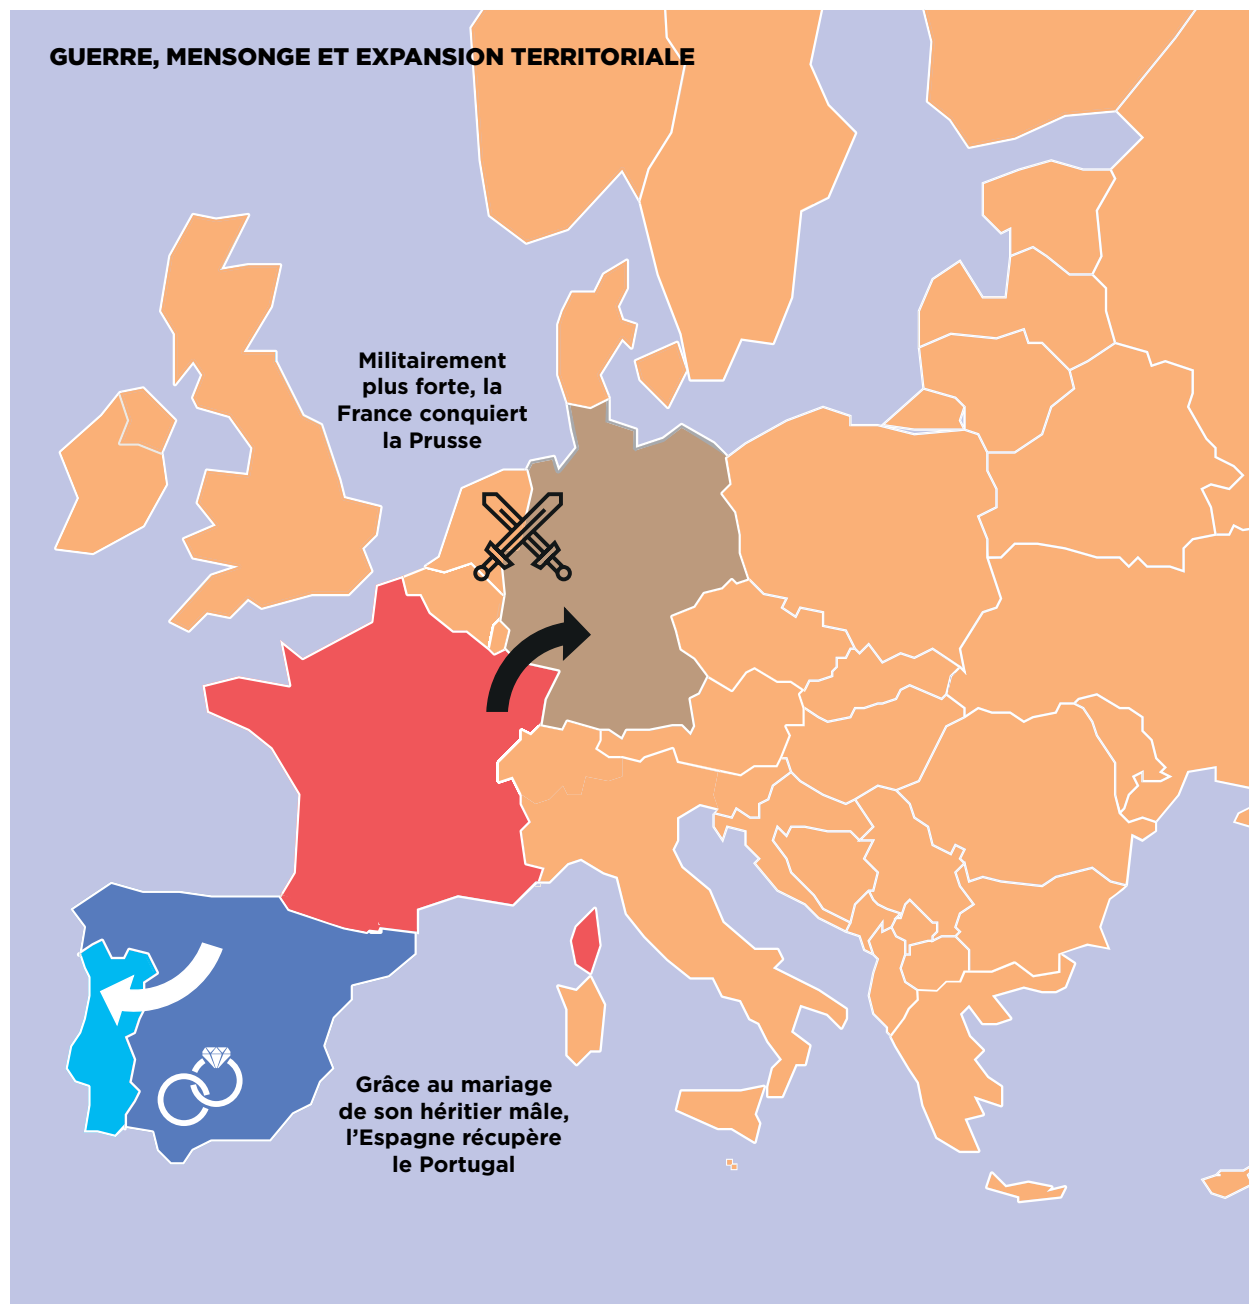 GUERRE, MENSONGE ET EXPANSION TERRITORIALE
Militairement
plus forte, la
France conquiert
la Prusse
Grâce au mariage
de son héritier mâle,
l'Espagne récupère
le Portugal